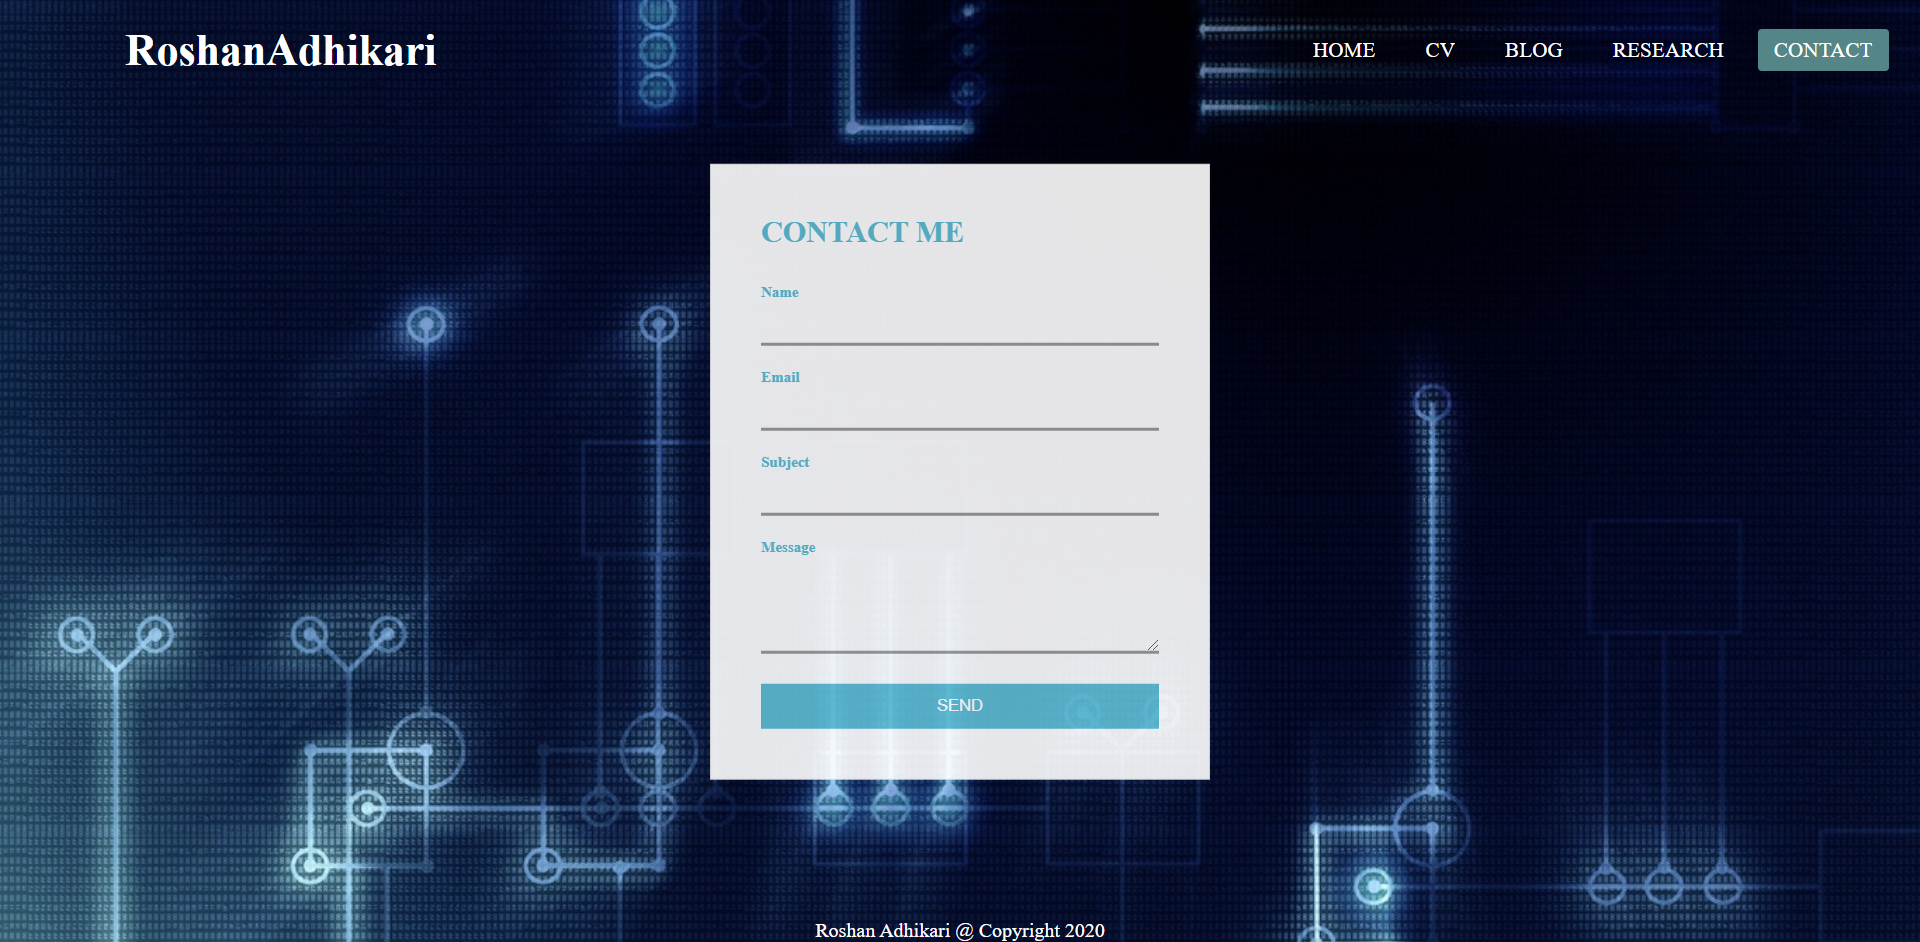 RoshanAdhikari
HOME CV BLOG RESEARCH CONTACT
CONTACT ME
Name
Email
Subject
Message
SEND
Roshan Adhikari @ Copyright 2020